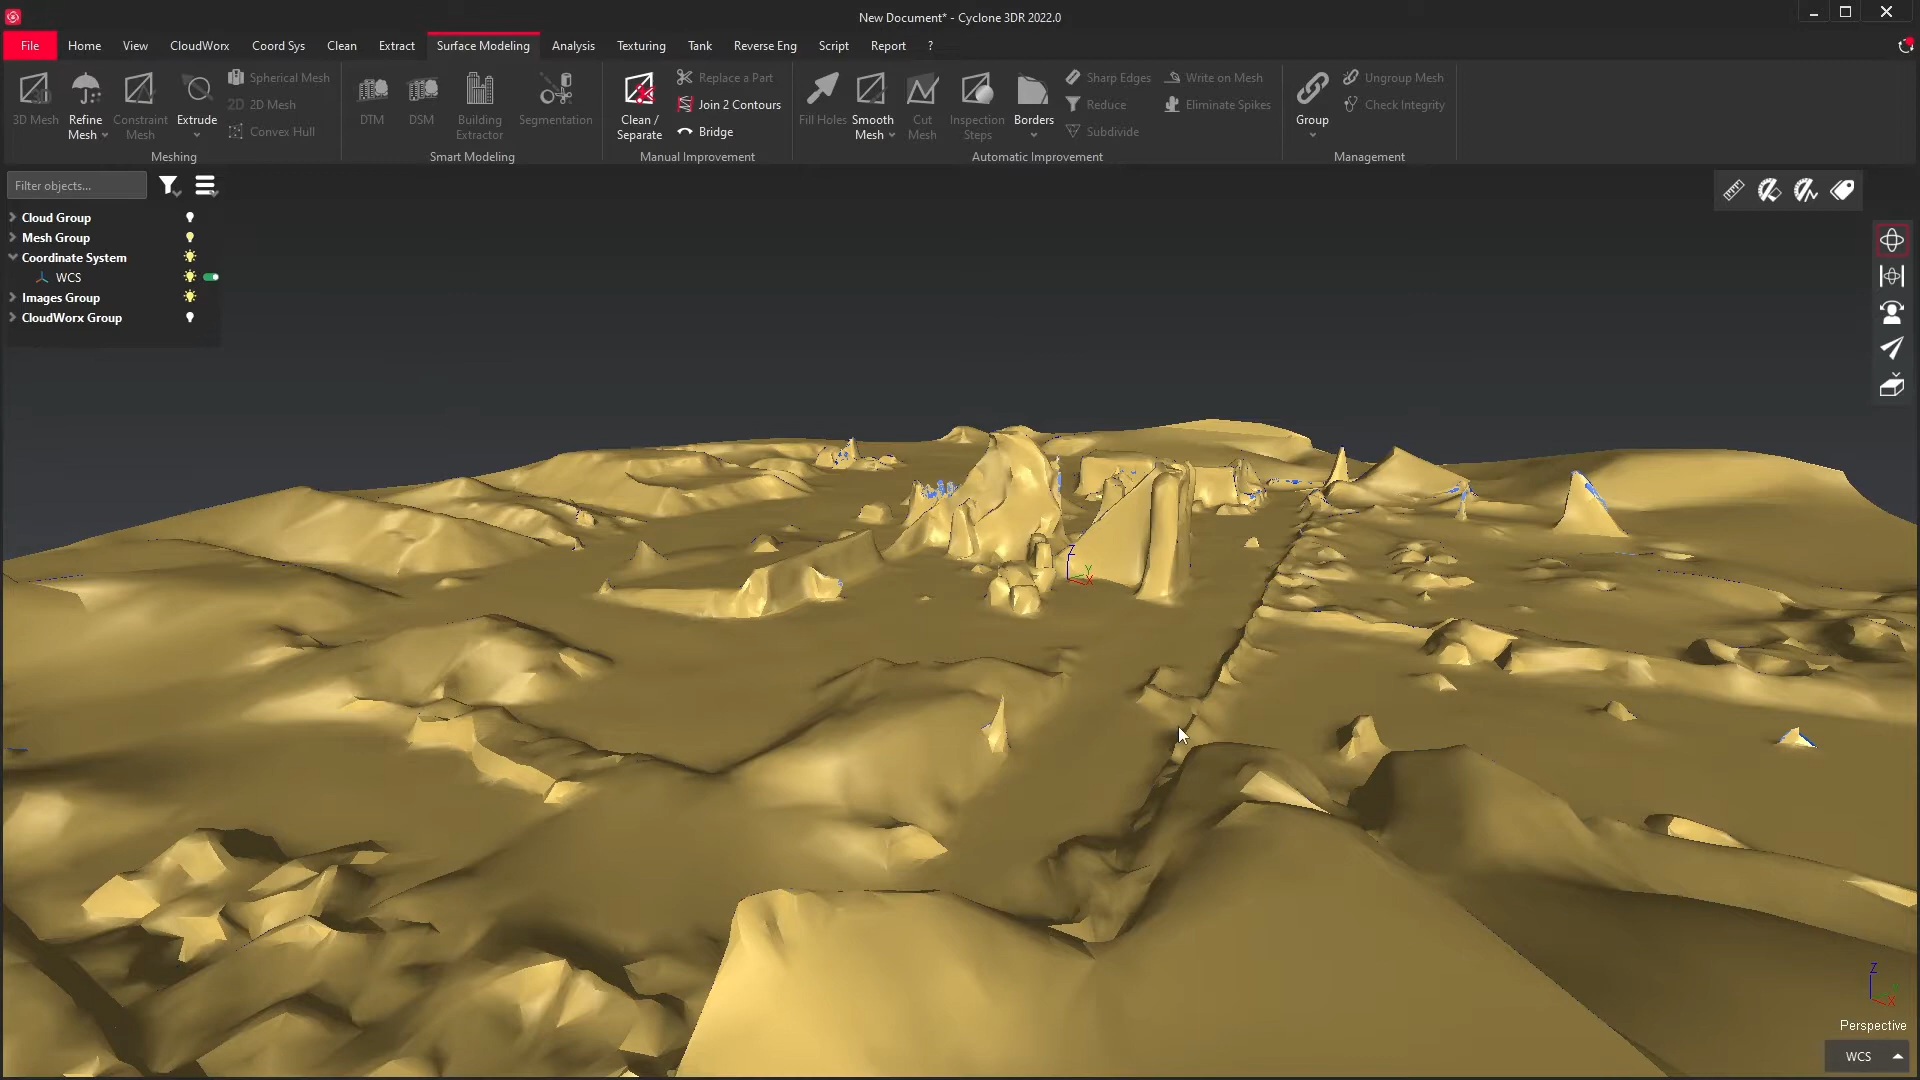 New Document* - Cyclone 3DR 2022.0
File Home View CloudWorx Coord Sys Clean Extract Surface Modeling Analysis Texturing Tank Reverse Eng Script Report ?
3D Mesh
Refine Mesh
Constraint Mesh
Extrude
Spherical Mesh
2D Mesh
Convex Hull
Meshing
DTM
DSM
Building Extractor
Segmentation
Smart Modeling
Clean / Separate
Replace a Part
Join 2 Contours
Bridge
Manual Improvement
Fill Holes
Smooth Mesh
Cut Mesh
Inspection Steps
Borders
Sharp Edges
Reduce
Subdivide
Write on Mesh
Eliminate Spikes
Automatic Improvement
Group
Ungroup Mesh
Check Integrity
Management
Filter objects...
Cloud Group
Mesh Group
Coordinate System
WCS
Images Group
CloudWorx Group
Z
Y
X
Z
X
Perspective
WCS